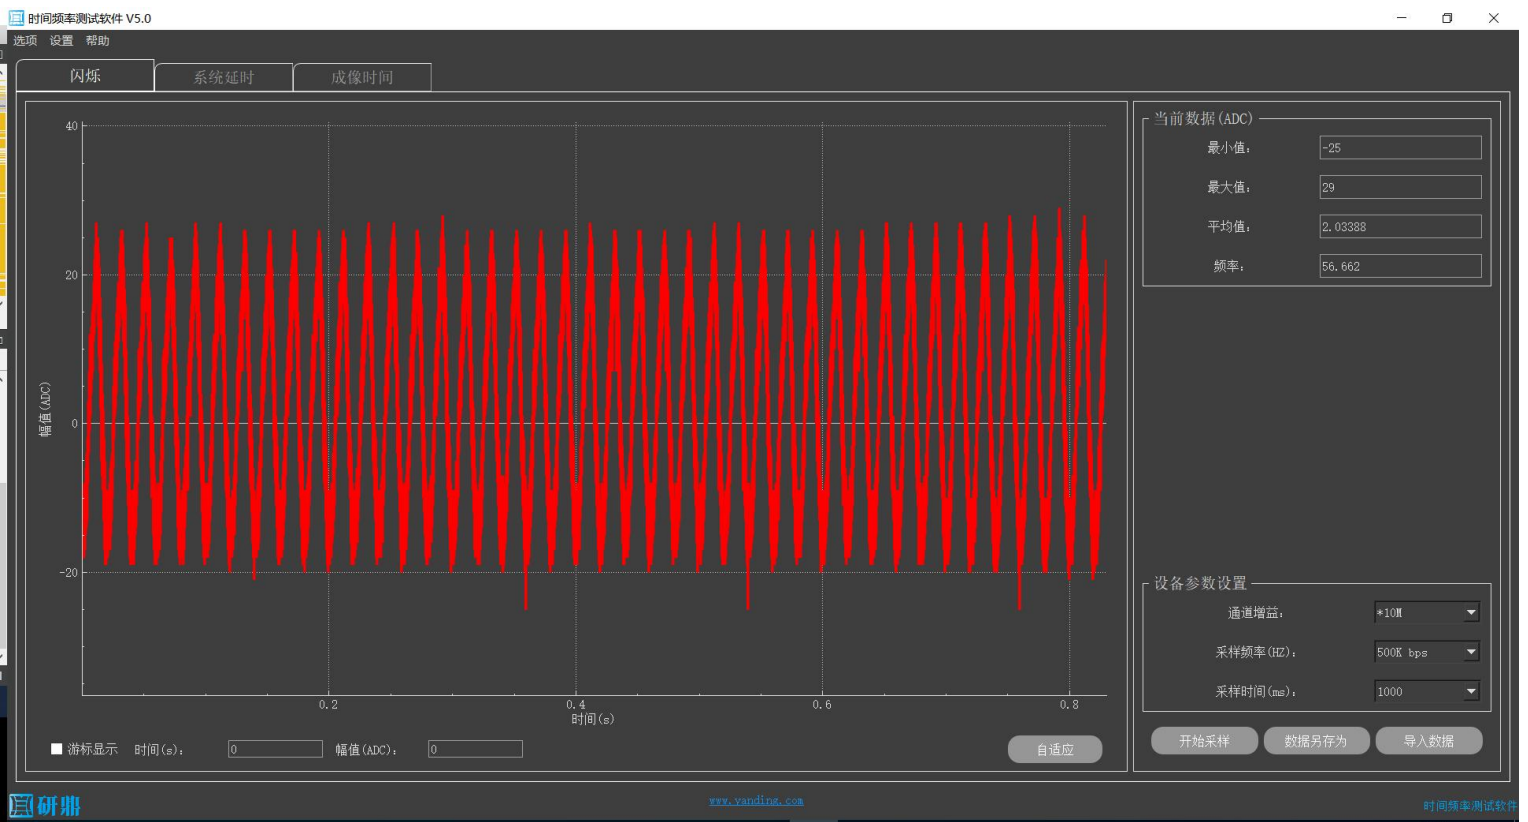 时间频率测试软件 V5.0
选项 设置 帮助
闪烁 系统延时 成像时间
40
20
0
-20
幅值(ADC)
0.2 0.4 0.6 0.8
时间(s)
游标显示 时间(s): 0 幅值(ADC): 0 自适应
当前数据(ADC)
最小值: -25
最大值: 29
平均值: 2.03388
频率: 56.662
设备参数设置
通道增益: *10M
采样频率(HZ): 500K bps
采样时间(ms): 1000
开始采样 数据另存为 导入数据
研鼎
www.yanding.com
时间频率测试软件